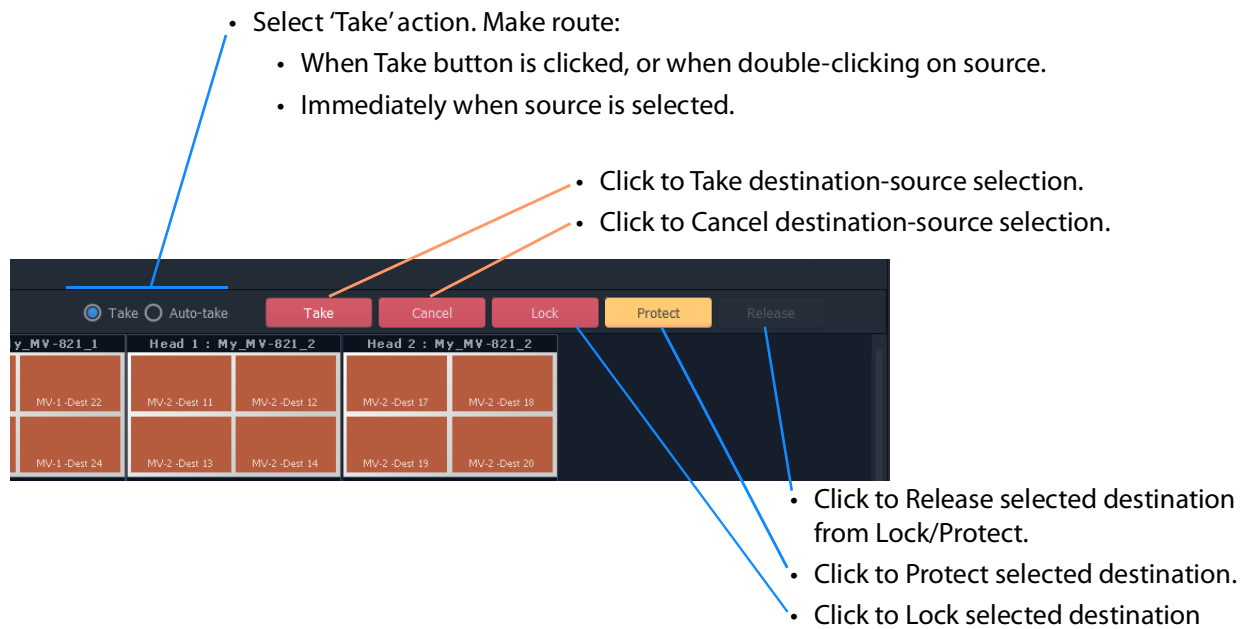 • Select ‘Take’ action. Make route:
• When Take button is clicked, or when double-clicking on source.
• Immediately when source is selected.
• Click to Take destination-source selection.
• Click to Cancel destination-source selection.
Take Auto-take Take Cancel Lock Protect Release
y_MV-821_1 Head 1 : My_MV-821_2 Head 2 : My_MV-821_2
MV-1 -Dest 22 MV-2 -Dest 11 MV-2 -Dest 12 MV-2 -Dest 17 MV-2 -Dest 18
MV-1 -Dest 24 MV-2 -Dest 13 MV-2 -Dest 14 MV-2 -Dest 19 MV-2 -Dest 20
• Click to Release selected destination
from Lock/Protect.
• Click to Protect selected destination.
• Click to Lock selected destination